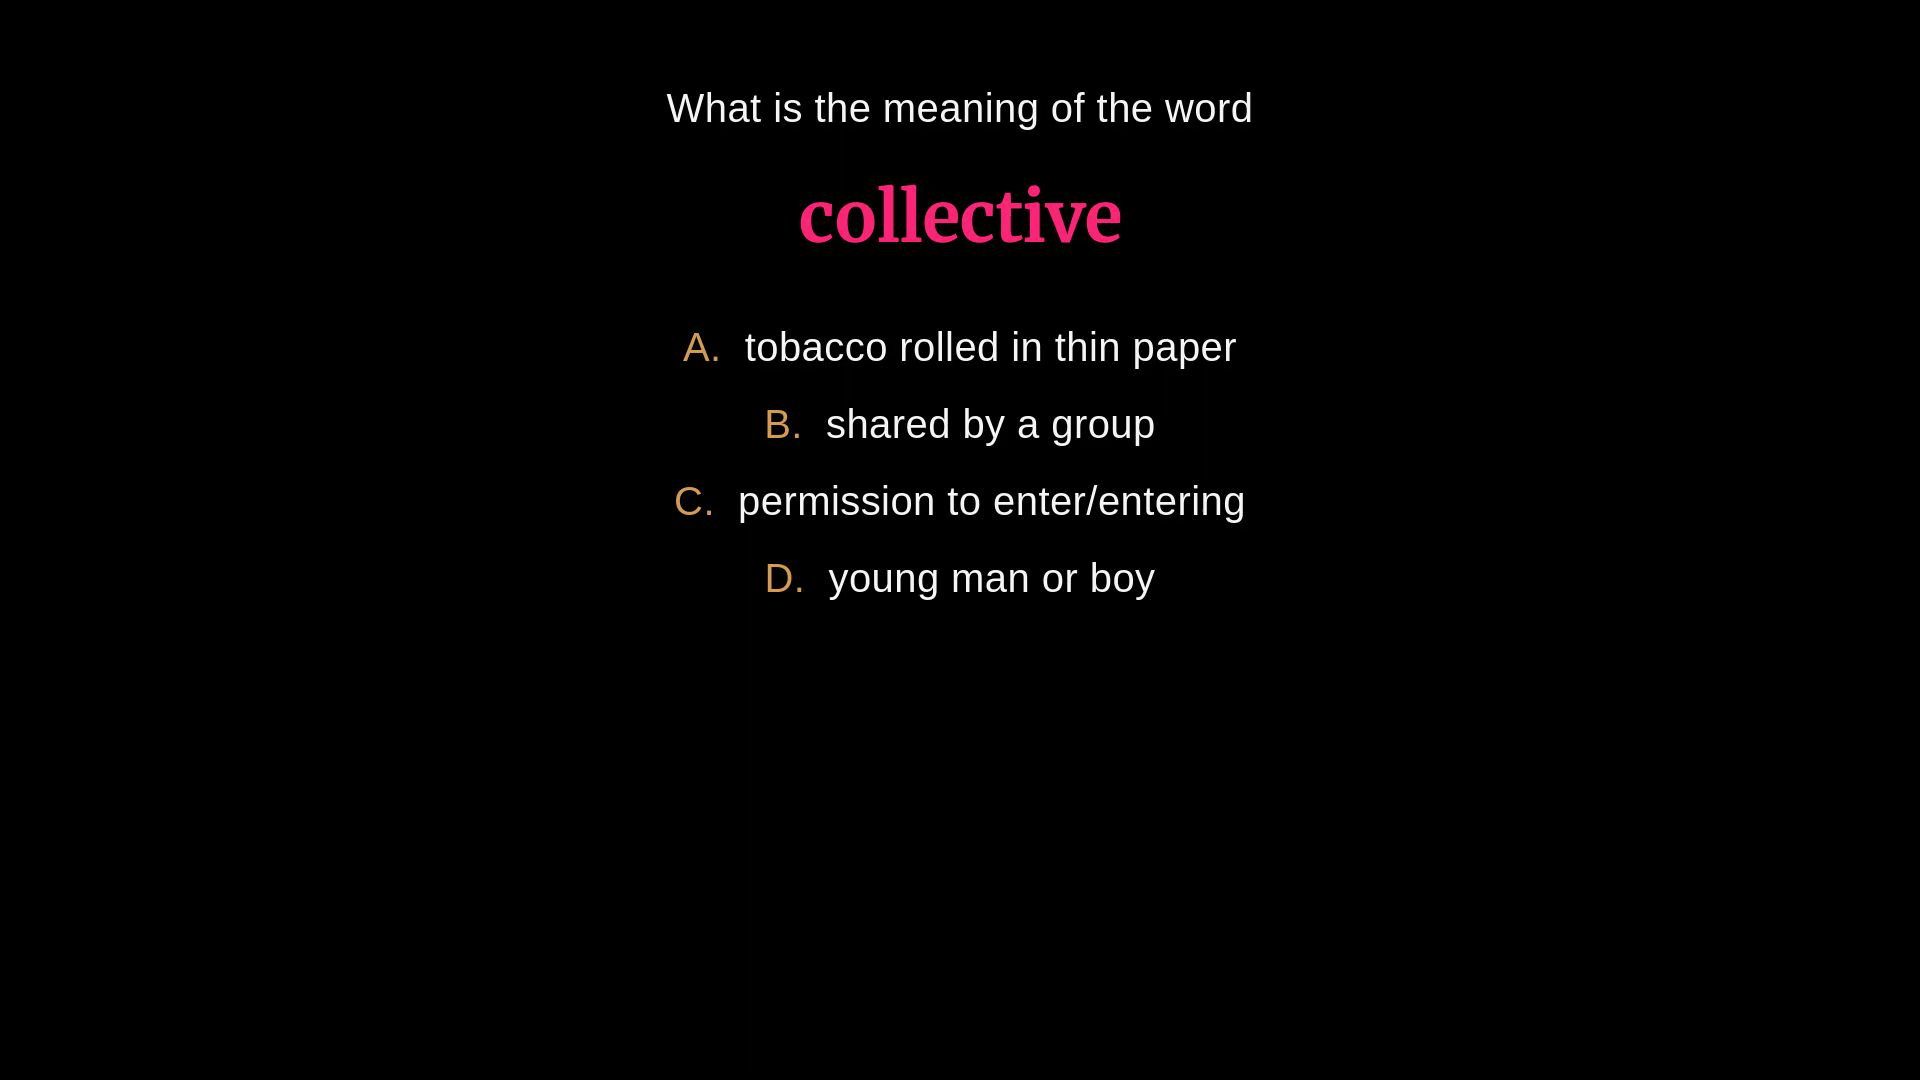 What is the meaning of the word
collective
A. tobacco rolled in thin paper
B. shared by a group
C. permission to enter/entering
D. young man or boy